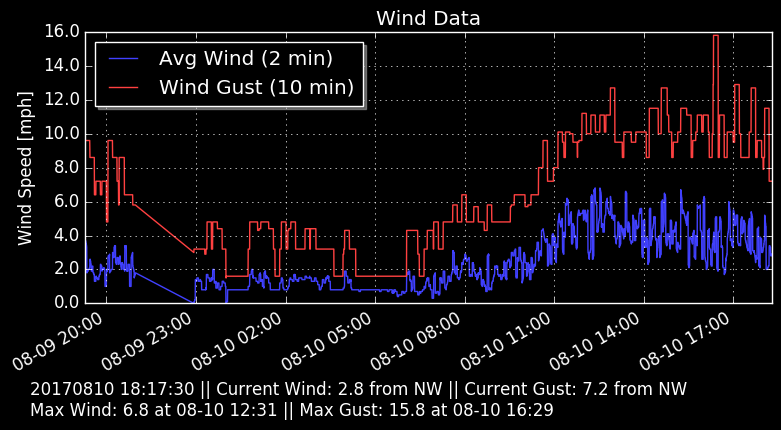 Wind Data
16.0
14.0
12.0
10.0
8.0
6.0
4.0
2.0
0.0
Wind Speed [mph]
Avg Wind (2 min)
Wind Gust (10 min)
08-09 20:00
08-09 23:00
08-10 02:00
08-10 05:00
08-10 08:00
08-10 11:00
08-10 14:00
08-10 17:00
20170810 18:17:30 || Current Wind: 2.8 from NW || Current Gust: 7.2 from NW
Max Wind: 6.8 at 08-10 12:31 || Max Gust: 15.8 at 08-10 16:29